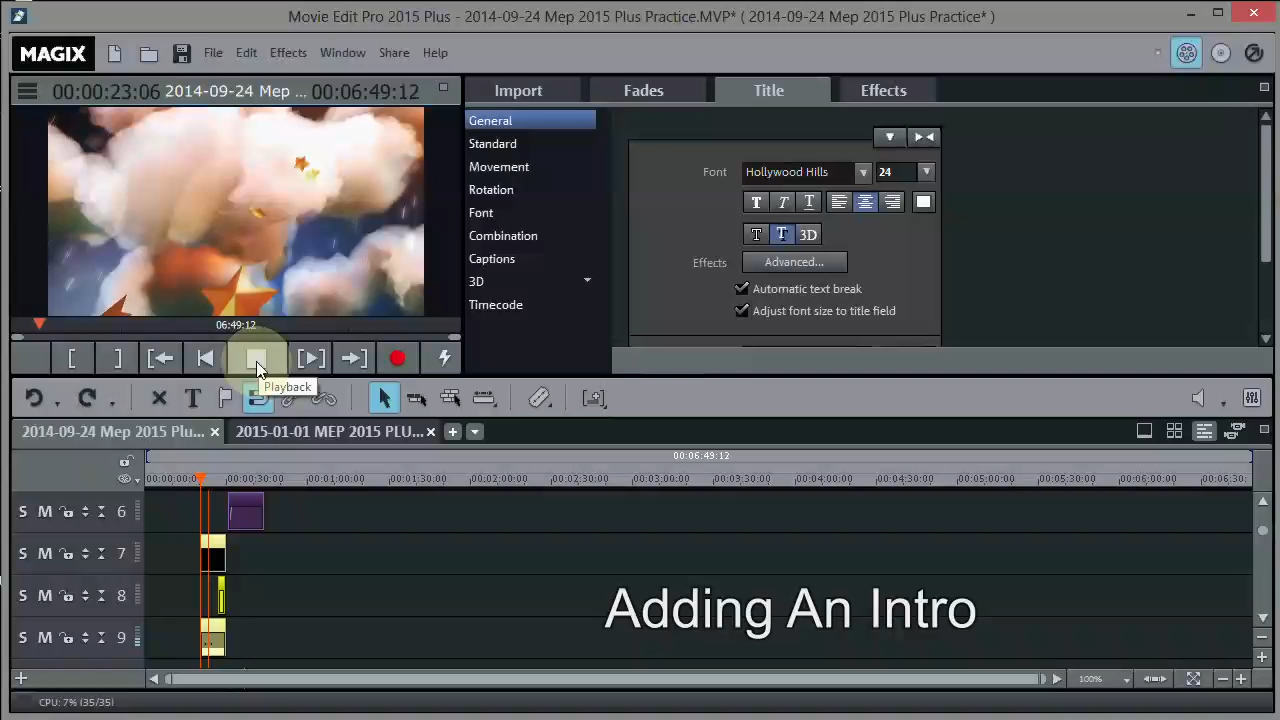 Movie Edit Pro 2015 Plus - 2014-09-24 Mep 2015 Plus Practice.MVP* ( 2014-09-24 Mep 2015 Plus Practice* )
MAGIX File Edit Effects Window Share Help
00:00:23:06 2014-09-24 Mep ... 00:06:49:12
Import Fades Title Effects
General
Standard
Movement
Rotation
Font
Combination
Captions
3D
Timecode
Font Hollywood Hills 24
T T T
T T 3D
Effects Advanced...
Automatic text break
Adjust font size to title field
06:49:12
Playback
2014-09-24 Mep 2015 Plu... 2015-01-01 MEP 2015 PLU...
00:06:49:12
00:00:00:0 00:00:30:00 00:01:00:00 00:01:30:00 00:02:00:00 00:02:30:00 00:03:00:00 00:03:30:00 00:04:00:00 00:04:30:00 00:05:00:00 00:05:30:00 00:06:00:00 00:06:30:
S M 6
S M 7
S M 8
S M 9
Adding An Intro
100%
CPU: 7% (35/35)